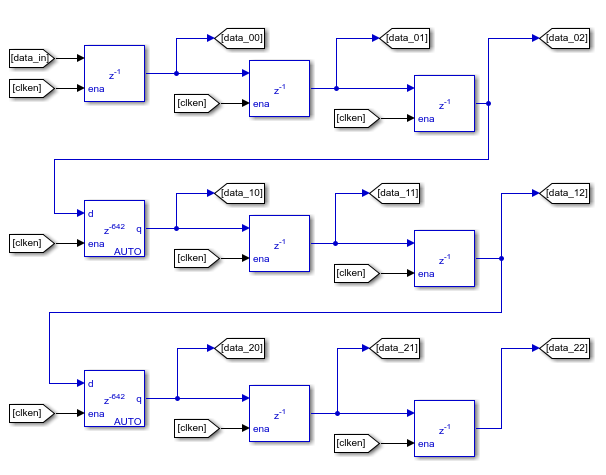 [data_00]
[data_01]
[data_02]
[data_in]
z-1
[clken]
ena
z-1
[clken]
ena
z-1
[clken]
ena
[data_10]
[data_11]
[data_12]
d
z-642 q
[clken]
ena
AUTO
z-1
[clken]
ena
z-1
[clken]
ena
[data_20]
[data_21]
[data_22]
d
z-642 q
[clken]
ena
AUTO
z-1
[clken]
ena
z-1
[clken]
ena